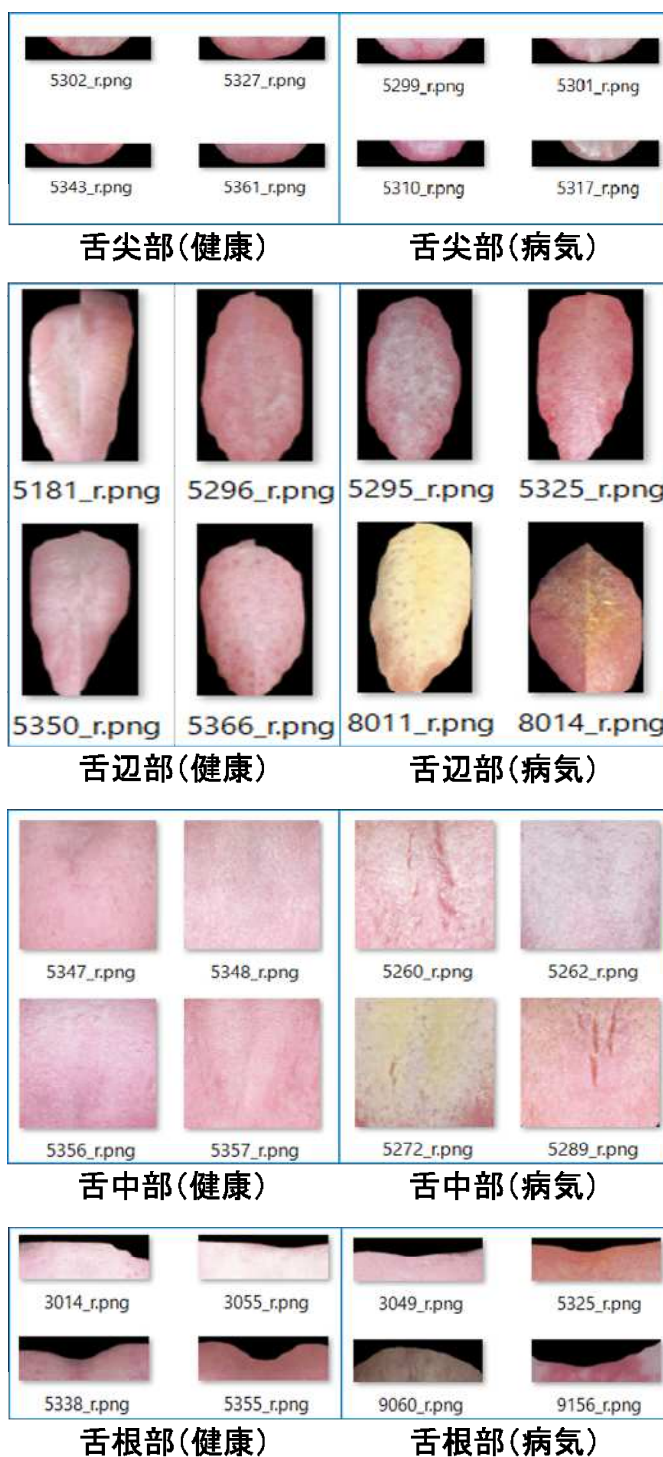 5302_r.png 5327_r.png 5299_r.png 5301_r.png
5343_r.png 5361_r.png 5310_r.png 5317_r.png
舌尖部(健康) 舌尖部(病気)
5181_r.png 5296_r.png 5295_r.png 5325_r.png
5350_r.png 5366_r.png 8011_r.png 8014_r.png
舌辺部(健康) 舌辺部(病気)
5347_r.png 5348_r.png 5260_r.png 5262_r.png
5356_r.png 5357_r.png 5272_r.png 5289_r.png
舌中部(健康) 舌中部(病気)
3014_r.png 3055_r.png 3049_r.png 5325_r.png
5338_r.png 5355_r.png 9060_r.png 9156_r.png
舌根部(健康) 舌根部(病気)